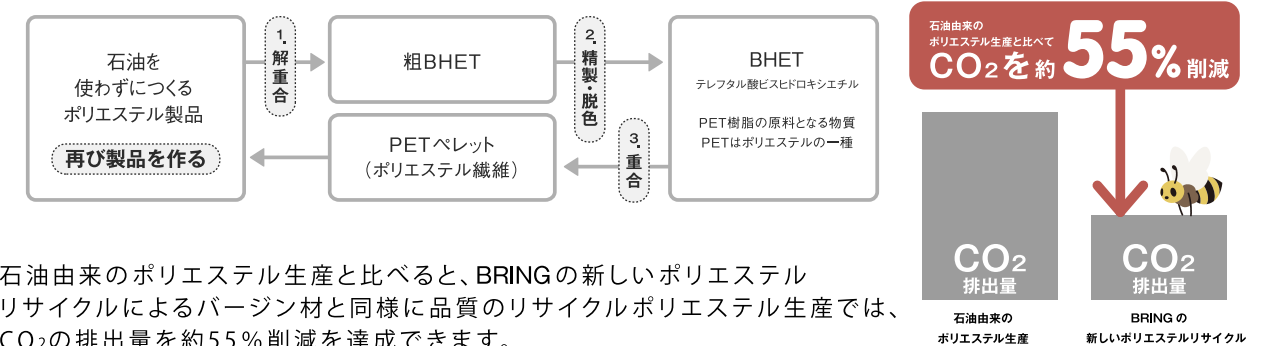 石油を
使わずにつくる
ポリエステル製品
再び製品を作る
1.解重合
粗BHET
2.精製・脱色
BHET
テレフタル酸ビスヒドロキシエチル
PET樹脂の原料となる物質
PETはポリエステルの一種
3.重合
PETペレット
（ポリエステル繊維）
石油由来の
ポリエステル生産と比べて
CO2を約55%削減
CO2
排出量
石油由来の
ポリエステル生産
CO2
排出量
BRINGの
新しいポリエステルリサイクル
石油由来のポリエステル生産と比べると、BRINGの新しいポリエステル
リサイクルによるバージン材と同様に品質のリサイクルポリエステル生産では、
CO2の排出量を約55%削減を達成できます。